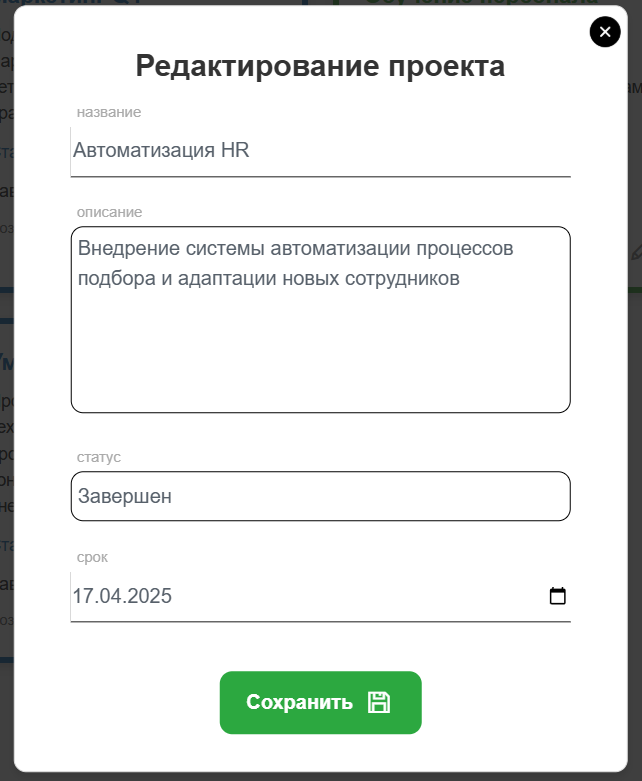 Редактирование проекта
название
Автоматизация HR
описание
Внедрение системы автоматизации процессов
подбора и адаптации новых сотрудников
статус
Завершен
срок
17.04.2025
Сохранить